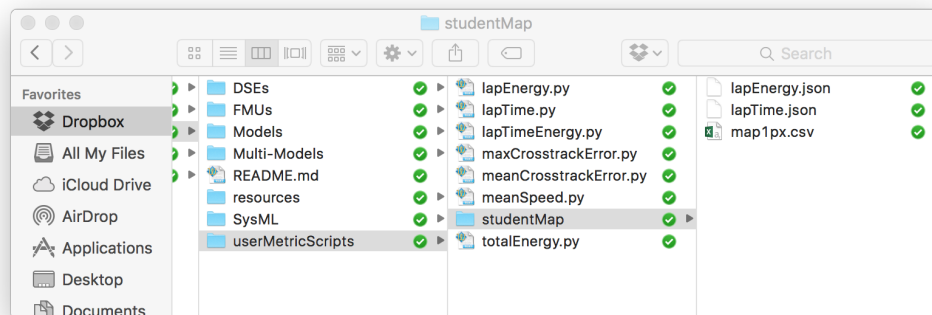 studentMap
Search
Favorites
Dropbox
All My Files
iCloud Drive
AirDrop
Applications
Desktop
Documents
DSEs
FMUs
Models
Multi-Models
README.md
resources
SysML
userMetricScripts
lapEnergy.py
lapTime.py
lapTimeEnergy.py
maxCrosstrackError.py
meanCrosstrackError.py
meanSpeed.py
studentMap
totalEnergy.py
lapEnergy.json
lapTime.json
map1px.csv